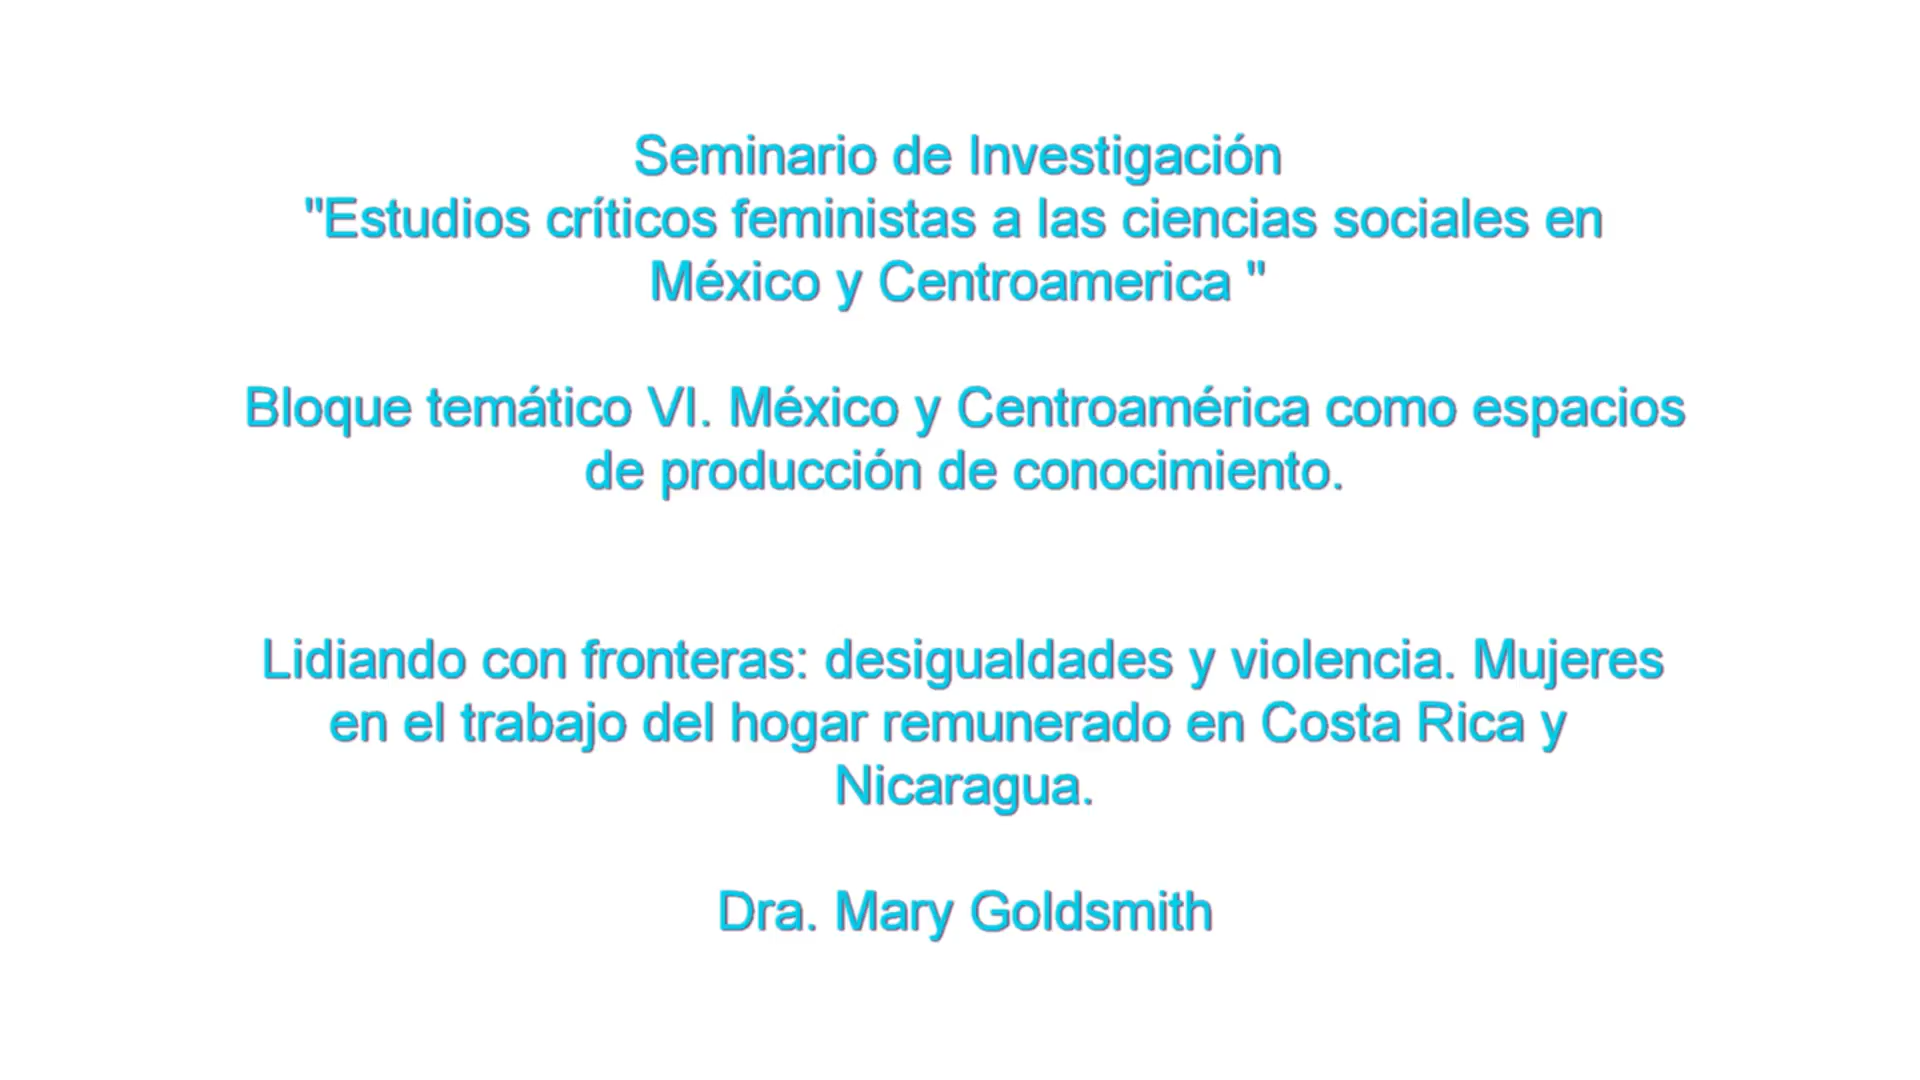 Seminario de Investigación
"Estudios críticos feministas a las ciencias sociales en
México y Centroamerica "
Bloque temático VI. México y Centroamérica como espacios
de producción de conocimiento.
Lidiando con fronteras: desigualdades y violencia. Mujeres
en el trabajo del hogar remunerado en Costa Rica y
Nicaragua.
Dra. Mary Goldsmith